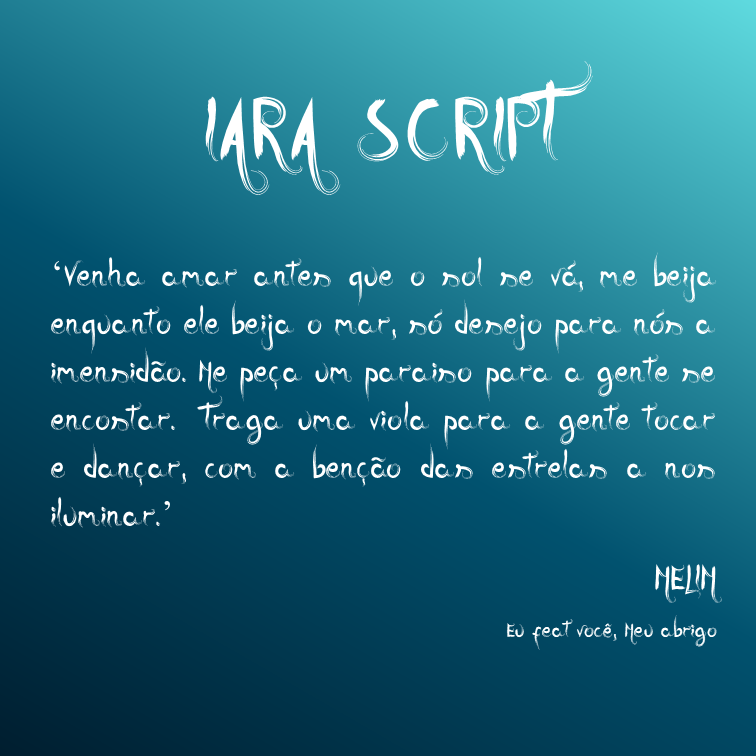 IARA SCRIPT
‘Venha amar antes que o sol se vá, me beija
enquanto ele beija o mar, só desejo para nós a
imensidão. Me peça um paraiso para a gente se
encostar. Traga uma viola para a gente tocar
e dançar, com a benção das estrelas a nos
iluminar.’
MELIM
Eu feat você, Meu abrigo